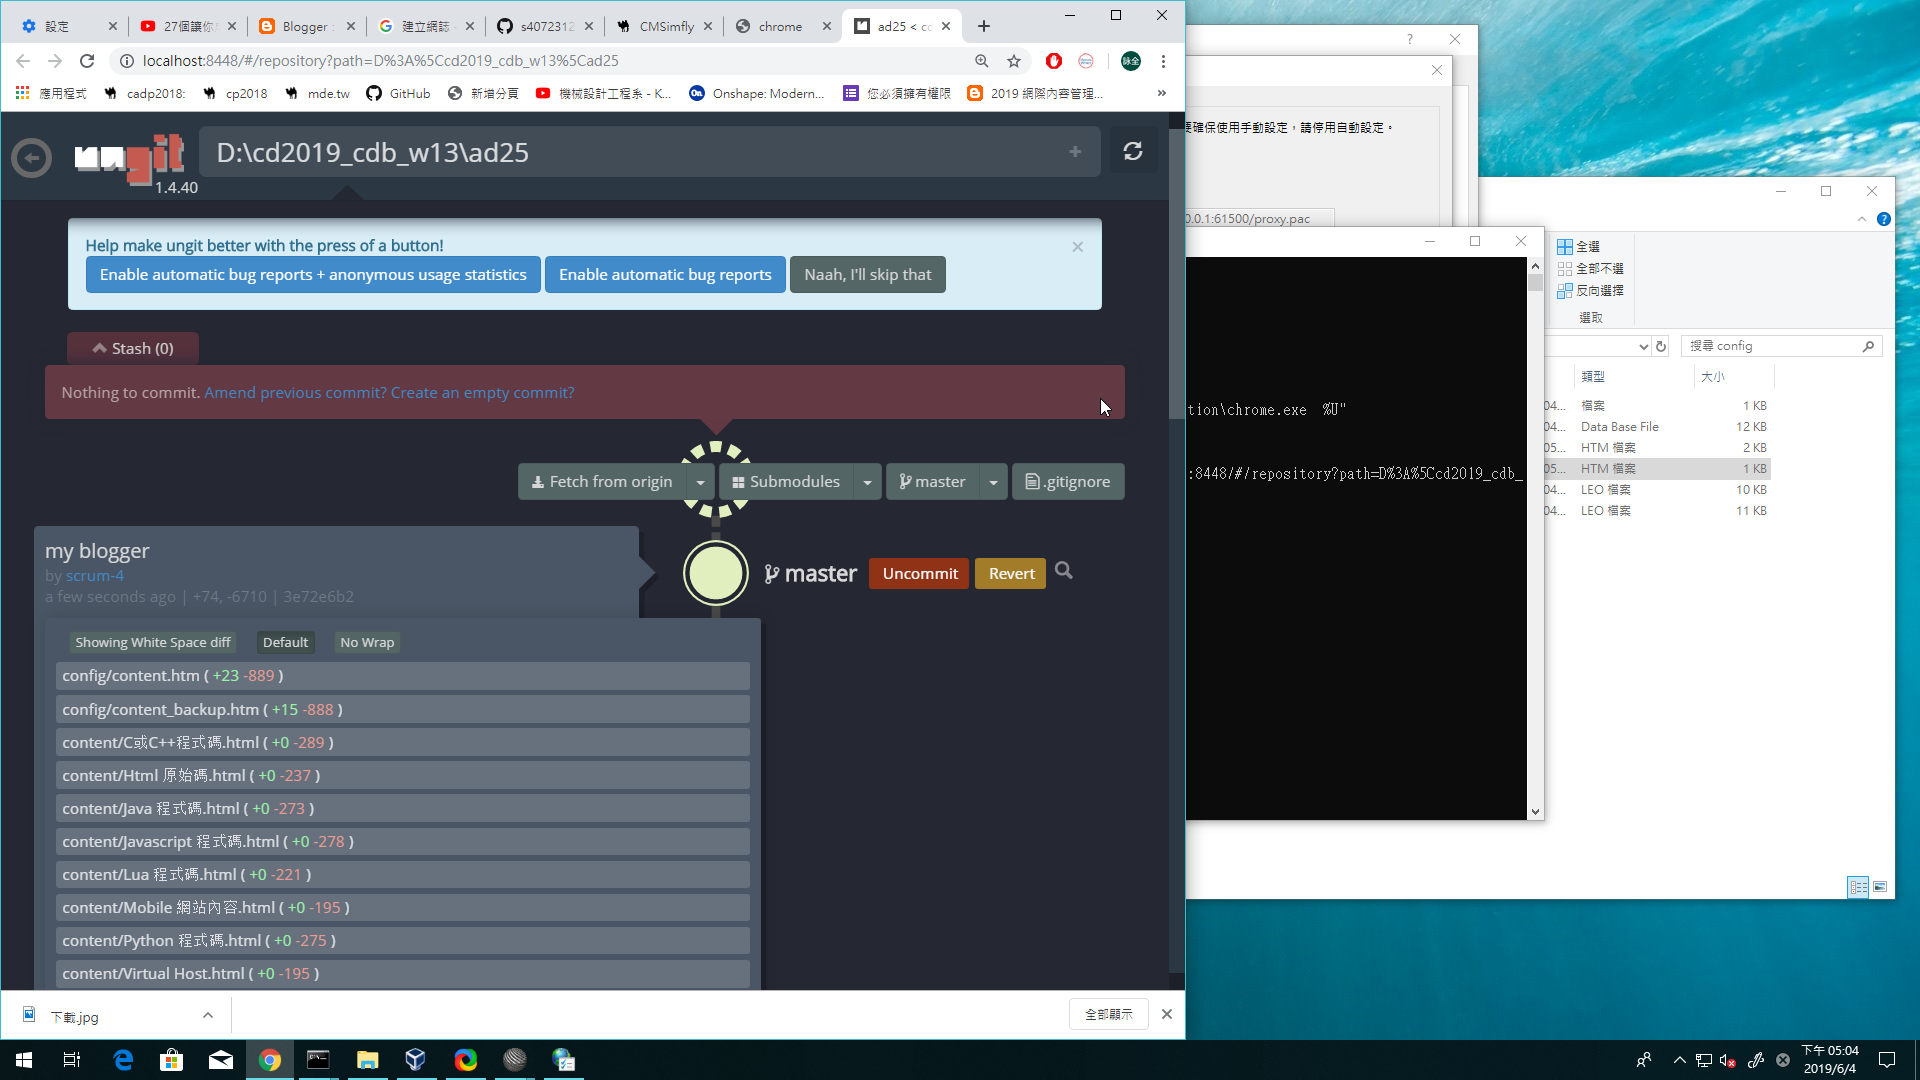 設定
27個讓你
Blogger
建立網誌
s4072312
CMSimfly
chrome
ad25 < cd
localhost:8448/#/repository?path=D%3A%5Ccd2019_cdb_w13%5Cad25
詠全
應用程式
cadp2018:
cp2018
mde.tw
GitHub
新增分頁
機械設計工程系 - K...
On
Onshape: Modern...
您必須擁有權限
2019 網際內容管理...
»
ungit
1.4.40
D:\cd2019_cdb_w13\ad25
Help make ungit better with the press of a button!
Enable automatic bug reports + anonymous usage statistics
Enable automatic bug reports
Naah, I'll skip that
Stash (0)
Nothing to commit. Amend previous commit? Create an empty commit?
Fetch from origin
Submodules
master
.gitignore
my blogger
by scrum-4
a few seconds ago | +74, -6710 | 3e72e6b2
master
Uncommit
Revert
Showing White Space diff
Default
No Wrap
config/content.htm ( +23 -889 )
config/content_backup.htm ( +15 -888 )
content/C或C++程式碼.html ( +0 -289 )
content/Html 原始碼.html ( +0 -237 )
content/Java 程式碼.html ( +0 -273 )
content/Javascript 程式碼.html ( +0 -278 )
content/Lua 程式碼.html ( +0 -221 )
content/Mobile 網站內容.html ( +0 -195 )
content/Python 程式碼.html ( +0 -275 )
content/Virtual Host.html ( +0 -195 )
下載.jpg
全部顯示
要確保使用手動設定，請停用自動設定。
0.0.1:61500/proxy.pac
tion\chrome.exe  %U"
:8448/#/repository?path=D%3A%5Ccd2019_cdb_
全選
全部不選
反向選擇
選取
搜尋 config
類型
大小
04...
檔案
1 KB
04...
Data Base File
12 KB
05...
HTM 檔案
2 KB
05...
HTM 檔案
1 KB
04...
LEO 檔案
10 KB
04...
LEO 檔案
11 KB
下午 05:04
2019/6/4